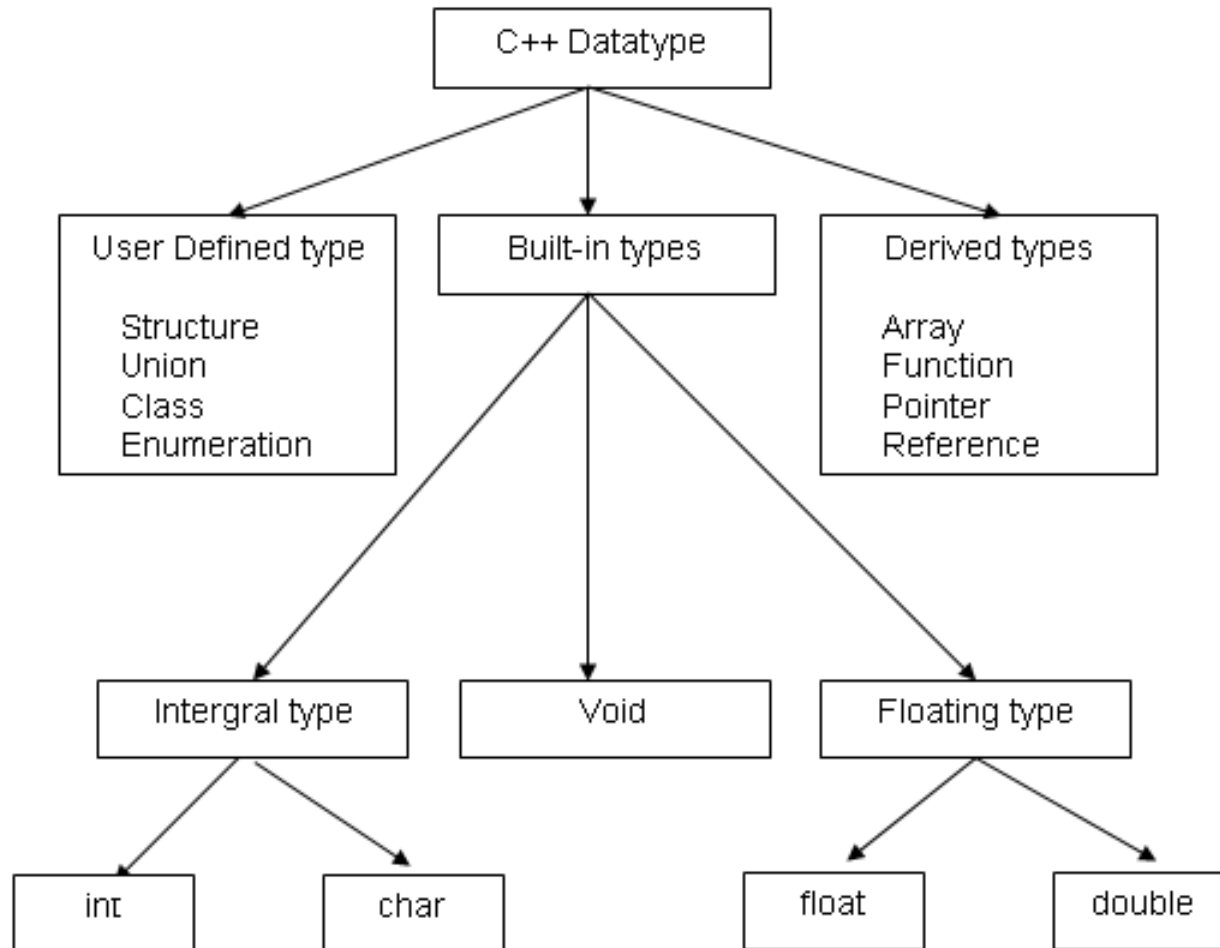 C++ Datatype
User Defined type
Structure
Union
Class
Enumeration
Built-in types
Derived types
Array
Function
Pointer
Reference
Intergral type
Void
Floating type
int
char
float
double